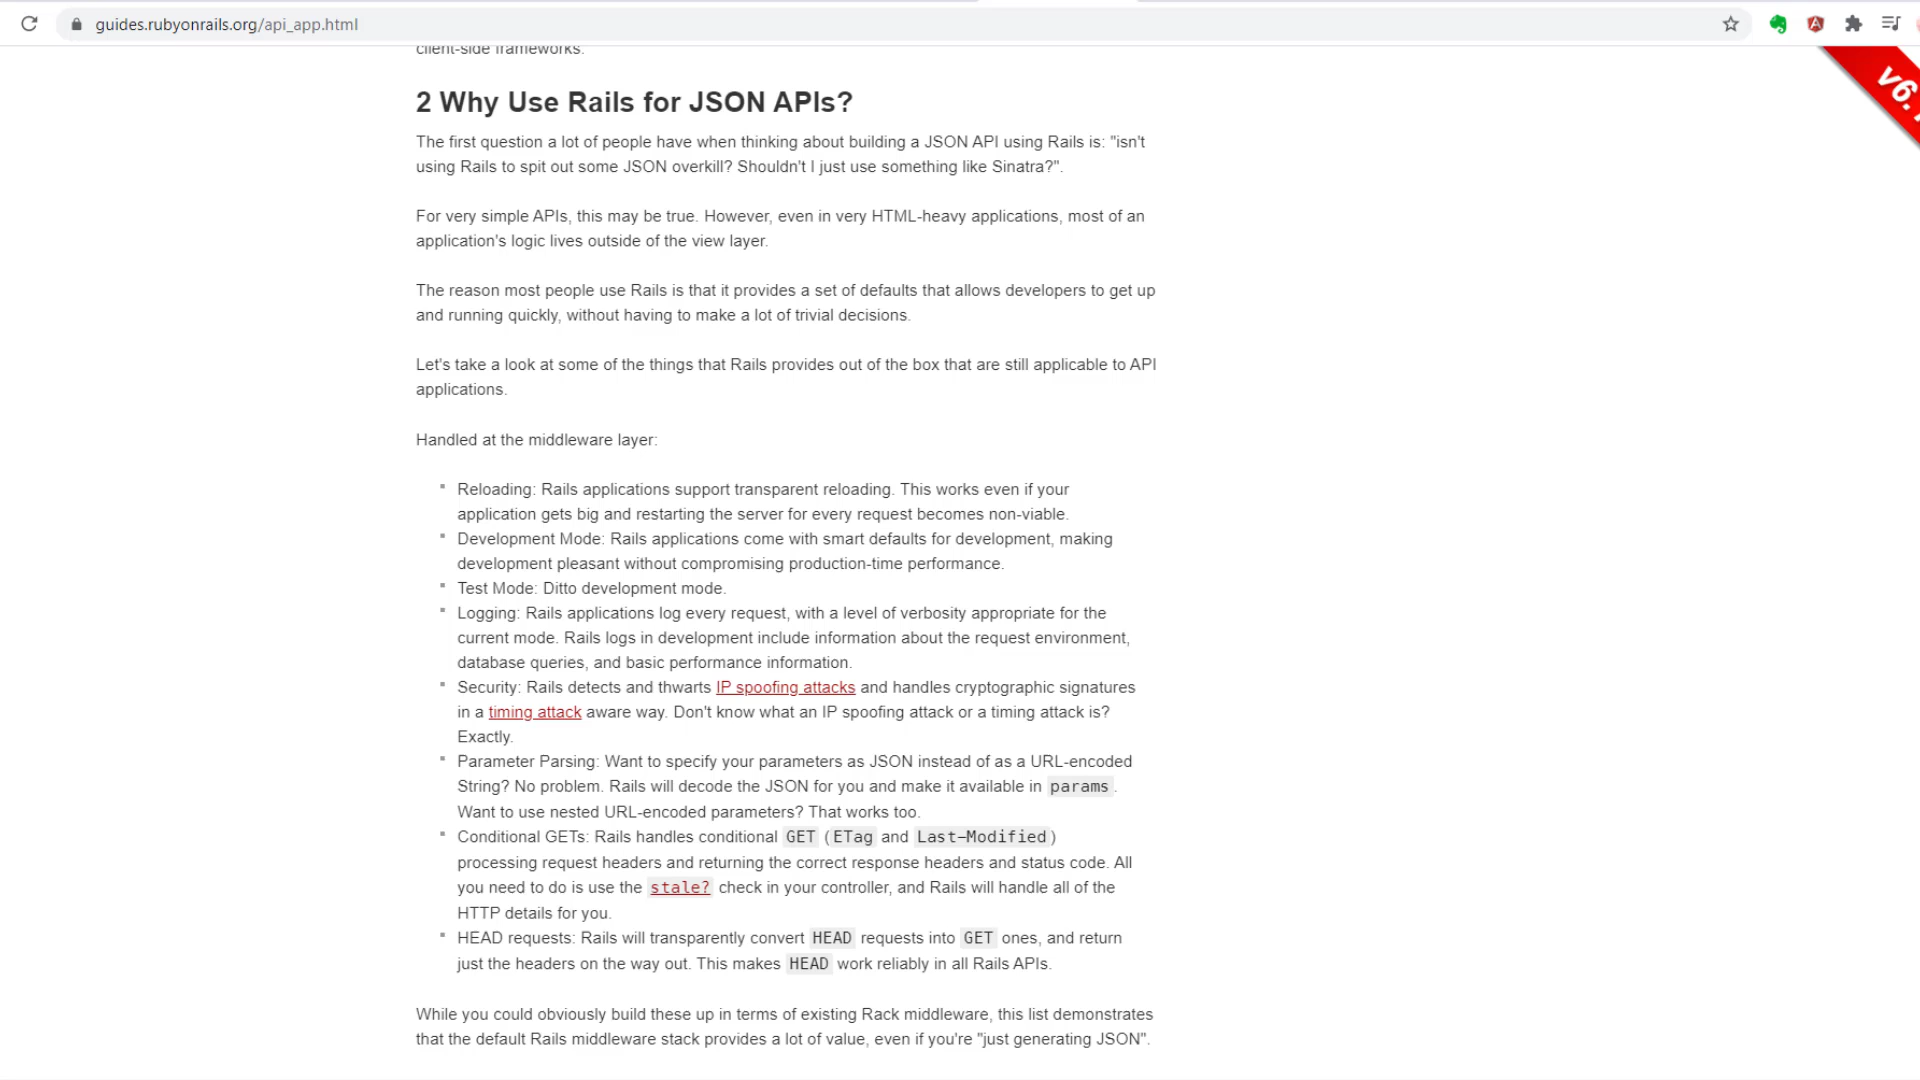 guides.rubyonrails.org/api_app.html
client-side frameworks.
v6.
2 Why Use Rails for JSON APIs?
The first question a lot of people have when thinking about building a JSON API using Rails is: "isn't
using Rails to spit out some JSON overkill? Shouldn't I just use something like Sinatra?".
For very simple APIs, this may be true. However, even in very HTML-heavy applications, most of an
application's logic lives outside of the view layer.
The reason most people use Rails is that it provides a set of defaults that allows developers to get up
and running quickly, without having to make a lot of trivial decisions.
Let's take a look at some of the things that Rails provides out of the box that are still applicable to API
applications.
Handled at the middleware layer:
Reloading: Rails applications support transparent reloading. This works even if your
application gets big and restarting the server for every request becomes non-viable.
Development Mode: Rails applications come with smart defaults for development, making
development pleasant without compromising production-time performance.
Test Mode: Ditto development mode.
Logging: Rails applications log every request, with a level of verbosity appropriate for the
current mode. Rails logs in development include information about the request environment,
database queries, and basic performance information.
Security: Rails detects and thwarts IP spoofing attacks and handles cryptographic signatures
in a timing attack aware way. Don't know what an IP spoofing attack or a timing attack is?
Exactly.
Parameter Parsing: Want to specify your parameters as JSON instead of as a URL-encoded
String? No problem. Rails will decode the JSON for you and make it available in params.
Want to use nested URL-encoded parameters? That works too.
Conditional GETs: Rails handles conditional GET (ETag and Last-Modified)
processing request headers and returning the correct response headers and status code. All
you need to do is use the stale? check in your controller, and Rails will handle all of the
HTTP details for you.
HEAD requests: Rails will transparently convert HEAD requests into GET ones, and return
just the headers on the way out. This makes HEAD work reliably in all Rails APIs.
While you could obviously build these up in terms of existing Rack middleware, this list demonstrates
that the default Rails middleware stack provides a lot of value, even if you're "just generating JSON".